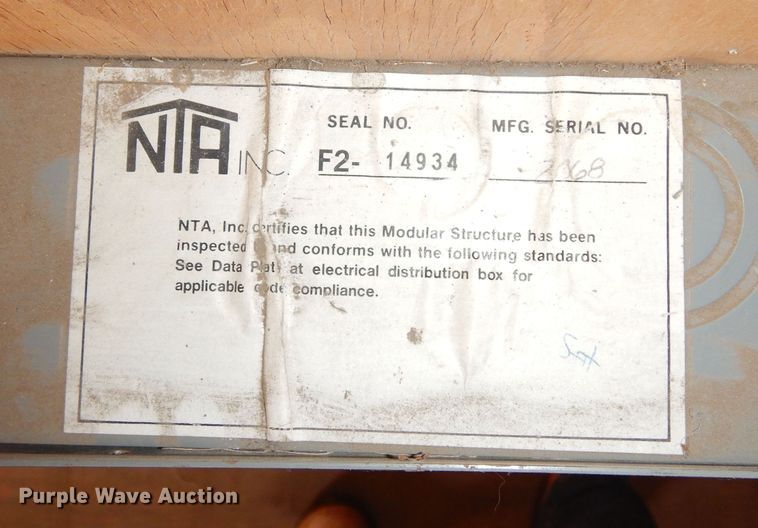 NTA INC.
SEAL NO. MFG. SERIAL NO.
F2- 14934
NTA, Inc. certifies that this Modular Structure has been
inspected and conforms with the following standards:
See Data Plate at electrical distribution box for
applicable code compliance.
Purple Wave Auction